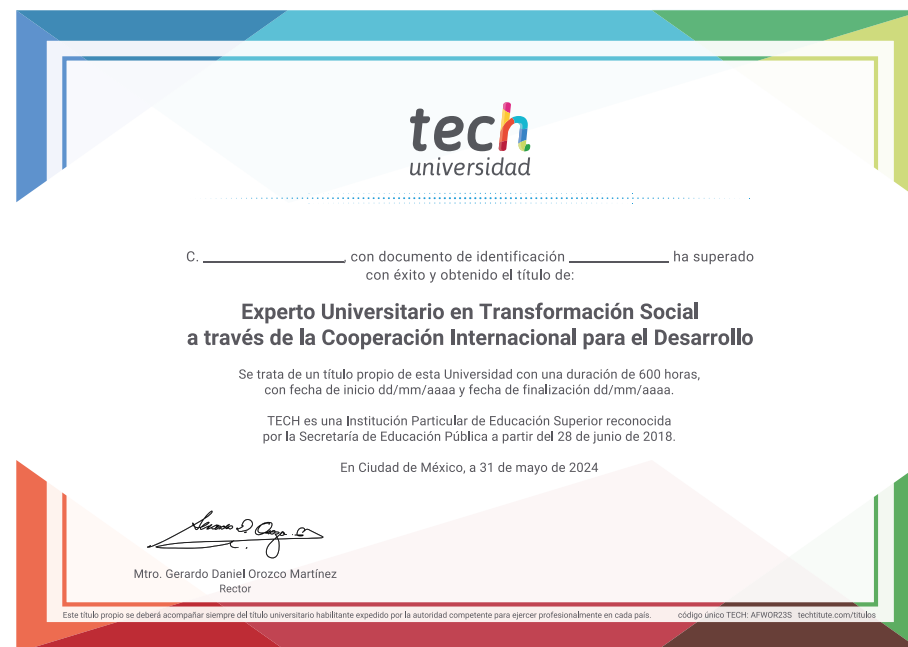 tech
universidad
C. ____________, con documento de identificación ____________ ha superado
con éxito y obtenido el título de:
Experto Universitario en Transformación Social
a través de la Cooperación Internacional para el Desarrollo
Se trata de un título propio de esta Universidad con una duración de 600 horas,
con fecha de inicio dd/mm/aaaa y fecha de finalización dd/mm/aaaa.
TECH es una Institución Particular de Educación Superior reconocida
por la Secretaría de Educación Pública a partir del 28 de junio de 2018.
En Ciudad de México, a 31 de mayo de 2024
Mtro. Gerardo Daniel Orozco Martínez
Rector
Este título propio se deberá acompañar siempre del título universitario habilitante expedido por la autoridad competente para ejercer profesionalmente en cada país. código único TECH: AFWOR23S techtitute.com/titulos